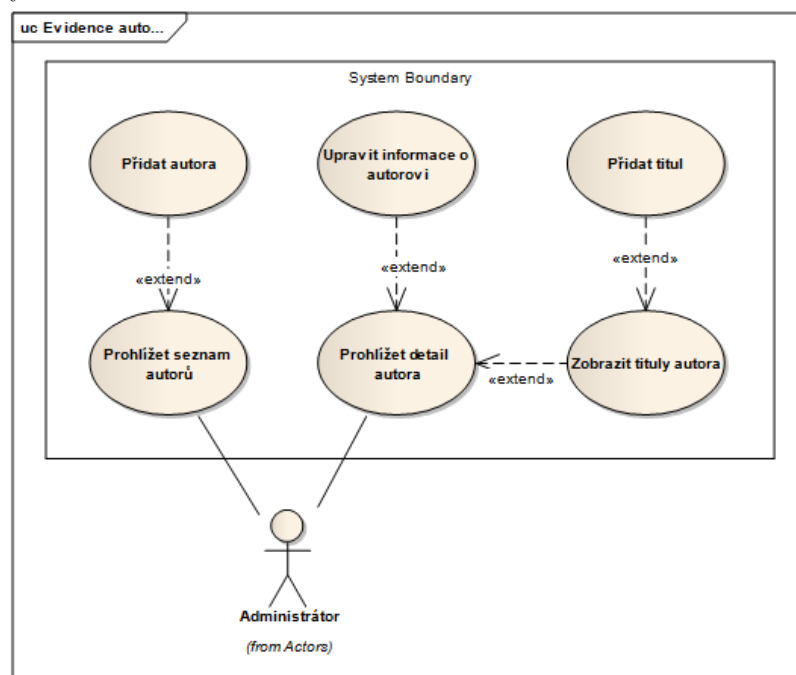 uc Evidence auto...
System Boundary
Přidat autora
Upravit informace o
autorovi
Přidat titul
«extend»
«extend»
«extend»
Prohlížet seznam
autorů
Prohlížet detail
autora
Zobrazit tituly autora
«extend»
Administrátor
(from Actors)